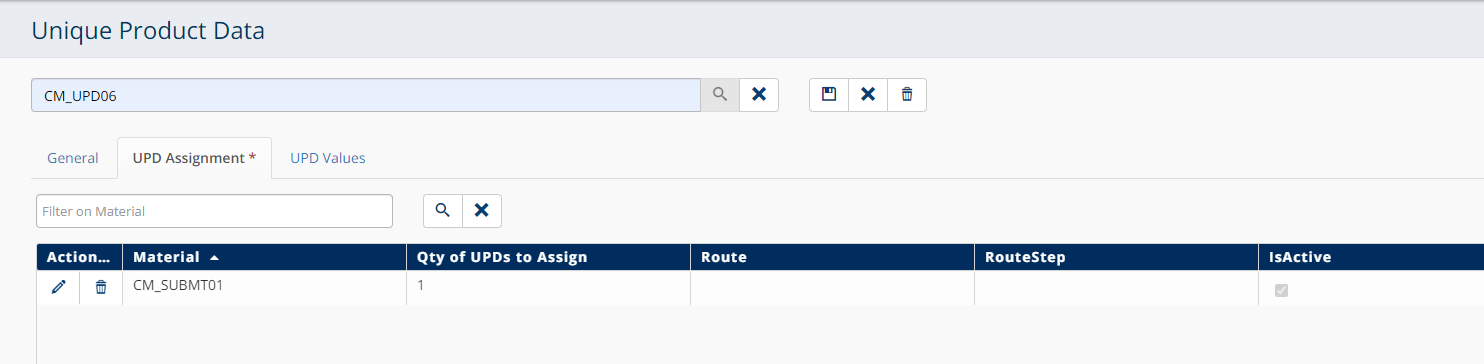 Unique Product Data
CM_UPD06
General UPD Assignment * UPD Values
Filter on Material
Action... Material Qty of UPDs to Assign Route RouteStep IsActive
CM_SUBMT01 1